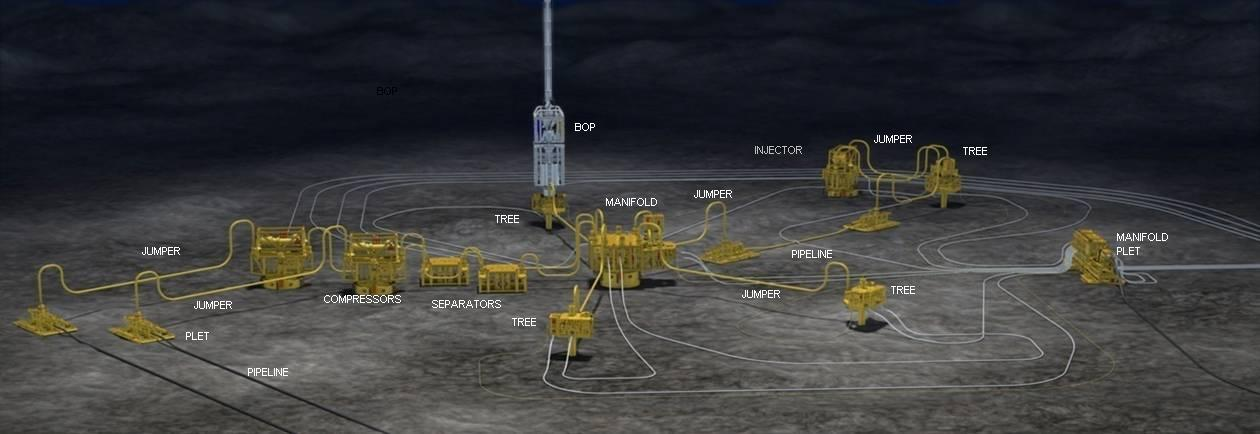 BOP
BOP
JUMPER
INJECTOR
TREE
JUMPER
MANIFOLD
TREE
MANIFOLD
PLET
JUMPER
PIPELINE
TREE
JUMPER
COMPRESSORS
SEPARATORS
JUMPER
TREE
PLET
PIPELINE